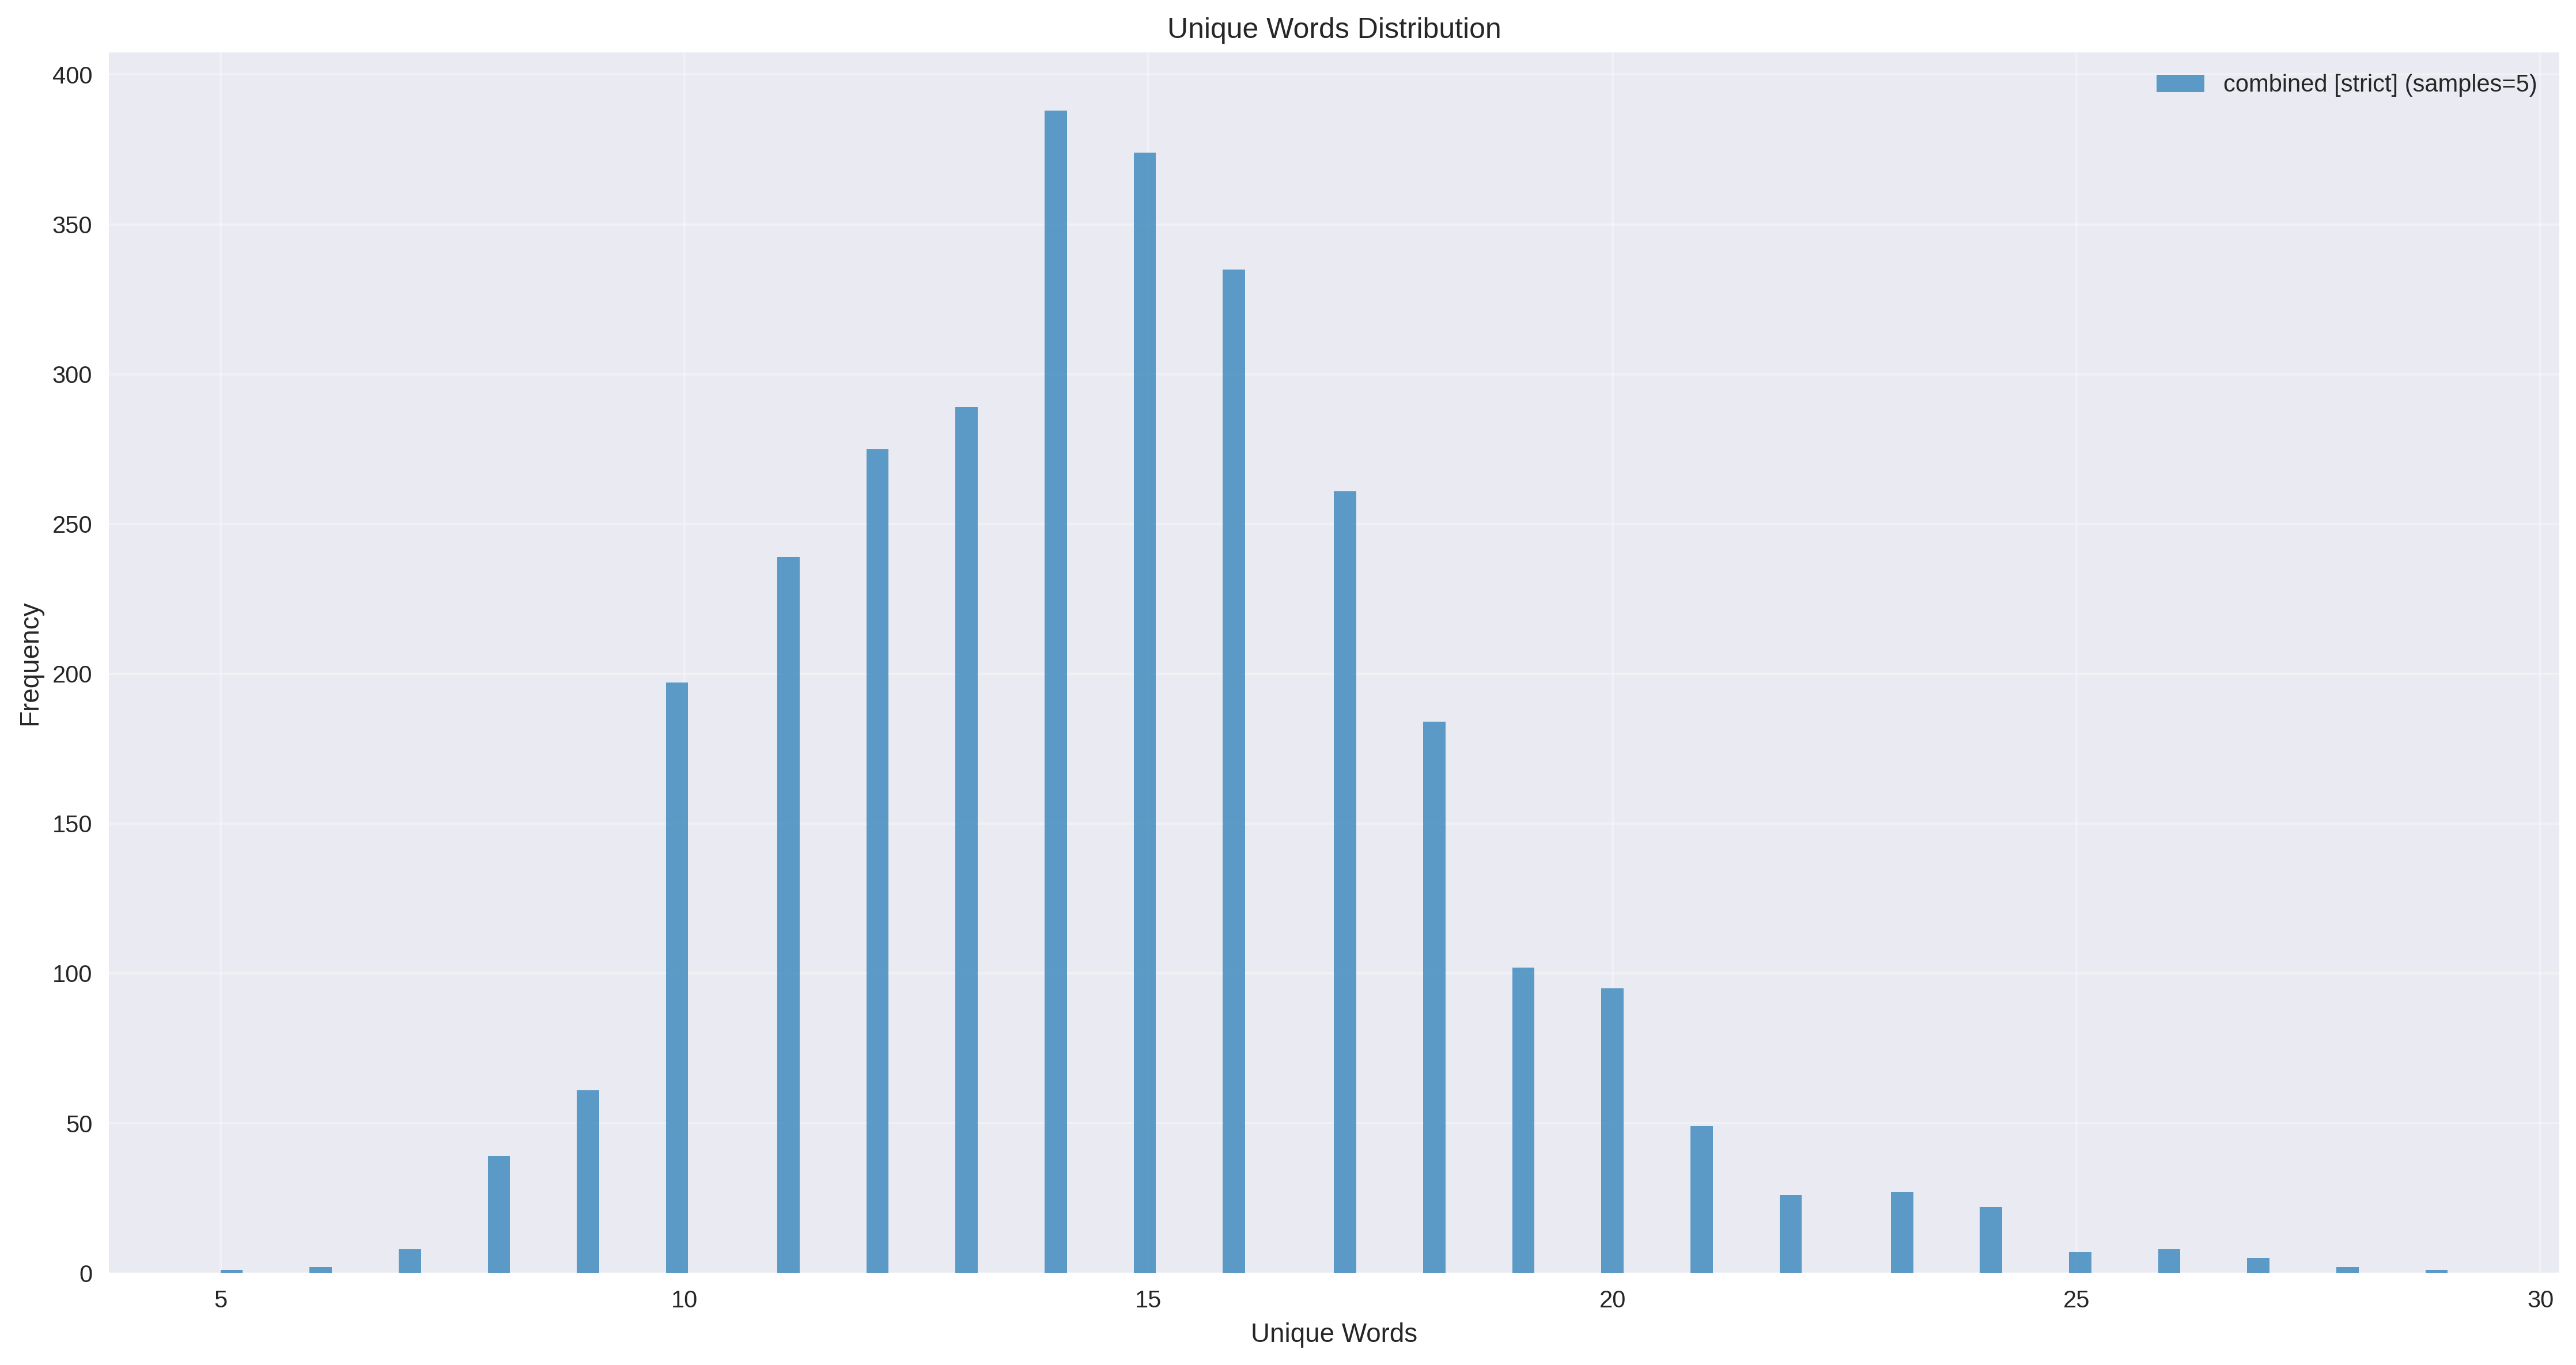 Unique Words Distribution
combined [strict] (samples=5)
400
350
300
250
200
150
100
50
0
Frequency
5 10 15 20 25 30
Unique Words